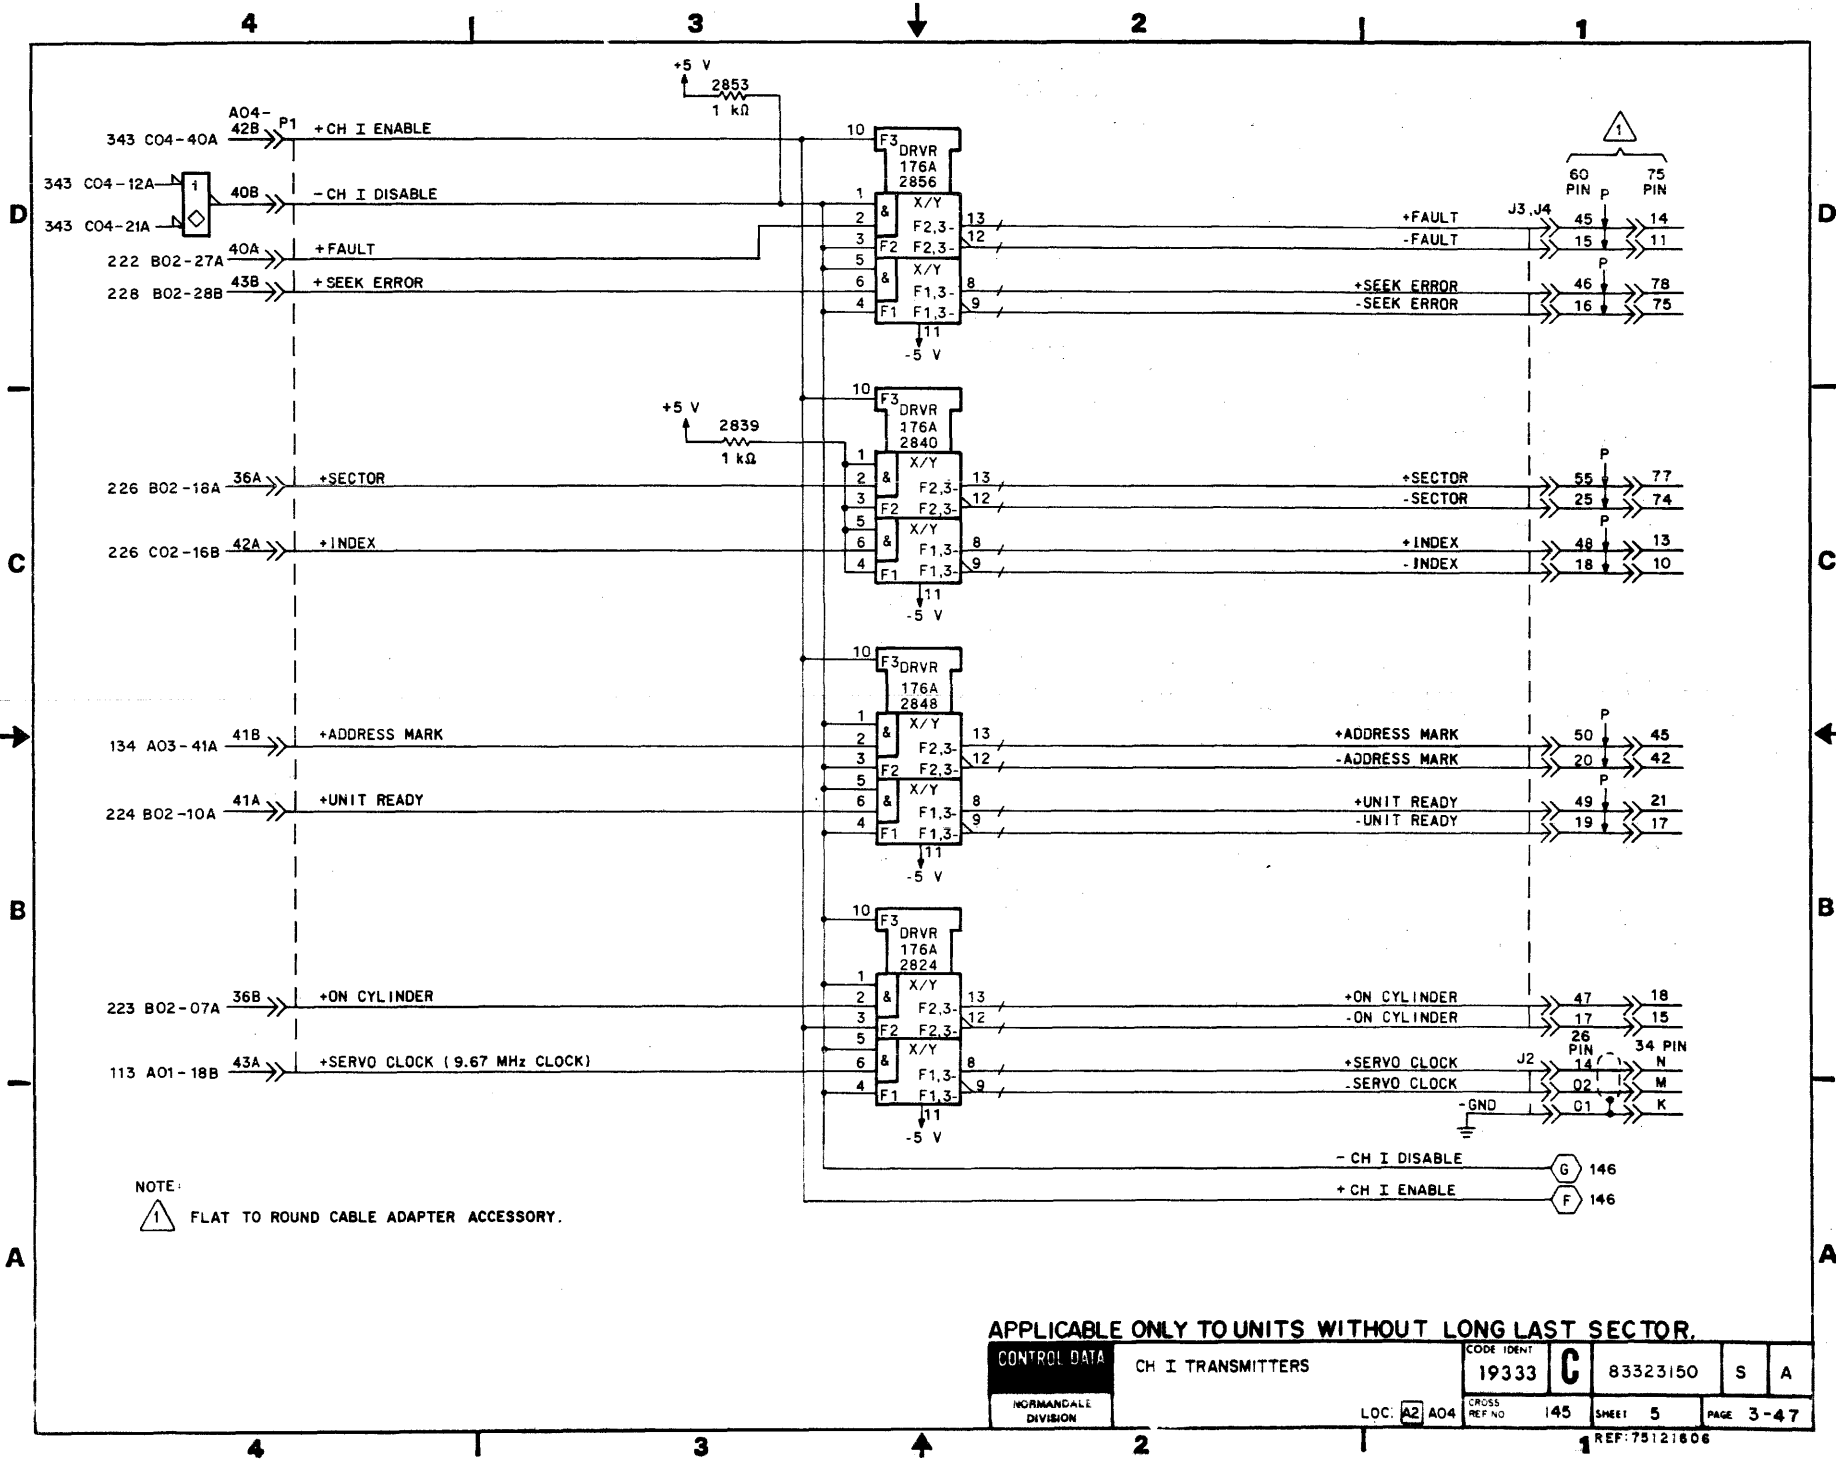 4 3 2 1
+5 V
2853
1 kΩ
A04-
343 C04-40A 42B P1 +CH I ENABLE
343 C04-12A
343 C04-21A
40B -CH I DISABLE
222 B02-27A 40A +FAULT
228 B02-28B 43B +SEEK ERROR
10 F3 DRVR
176A
2856
1 & X/Y
2 F2,3- 13
3 F2 F2,3- 12
5 X/Y
6 & F1,3- 8
4 F1 F1,3- 9
11
-5 V
1
60 PIN 75 PIN
J3,J4 P
+FAULT 45 14
-FAULT 15 11
P
+SEEK ERROR 46 78
-SEEK ERROR 16 75
D D
+5 V
2839
1 kΩ
10 F3 DRVR
176A
2840
1 & X/Y
226 B02-18A 36A +SECTOR 2 F2,3- 13
3 F2 F2,3- 12
5 X/Y
226 C02-16B 42A +INDEX 6 & F1,3- 8
4 F1 F1,3- 9
11
-5 V
P
+SECTOR 55 77
-SECTOR 25 74
P
+INDEX 48 13
-INDEX 18 10
C C
10 F3 DRVR
176A
2848
1 & X/Y
134 A03-41A 41B +ADDRESS MARK 2 F2,3- 13
3 F2 F2,3- 12
5 X/Y
224 B02-10A 41A +UNIT READY 6 & F1,3- 8
4 F1 F1,3- 9
11
-5 V
P
+ADDRESS MARK 50 45
-ADDRESS MARK 20 42
P
+UNIT READY 49 21
-UNIT READY 19 17
B B
10 F3 DRVR
176A
2824
1 & X/Y
223 B02-07A 36B +ON CYLINDER 2 F2,3- 13
3 F2 F2,3- 12
5 X/Y
113 A01-18B 43A +SERVO CLOCK (9.67 MHz CLOCK) 6 & F1,3- 8
4 F1 F1,3- 9
11
-5 V
+ON CYLINDER 47 18
-ON CYLINDER 17 15
26 PIN 34 PIN
+SERVO CLOCK J2 14 N
-SERVO CLOCK 02 M
-GND 01 K
-CH I DISABLE G 146
+CH I ENABLE F 146
NOTE:
1 FLAT TO ROUND CABLE ADAPTER ACCESSORY.
A A
APPLICABLE ONLY TO UNITS WITHOUT LONG LAST SECTOR.
CONTROL DATA
NORMANDALE DIVISION
CH I TRANSMITTERS
LOC: A2 A04
CODE IDENT
19333 C 83323150 S A
CROSS REF NO 145 SHEET 5 PAGE 3-47
REF:75121606
4 3 2 1